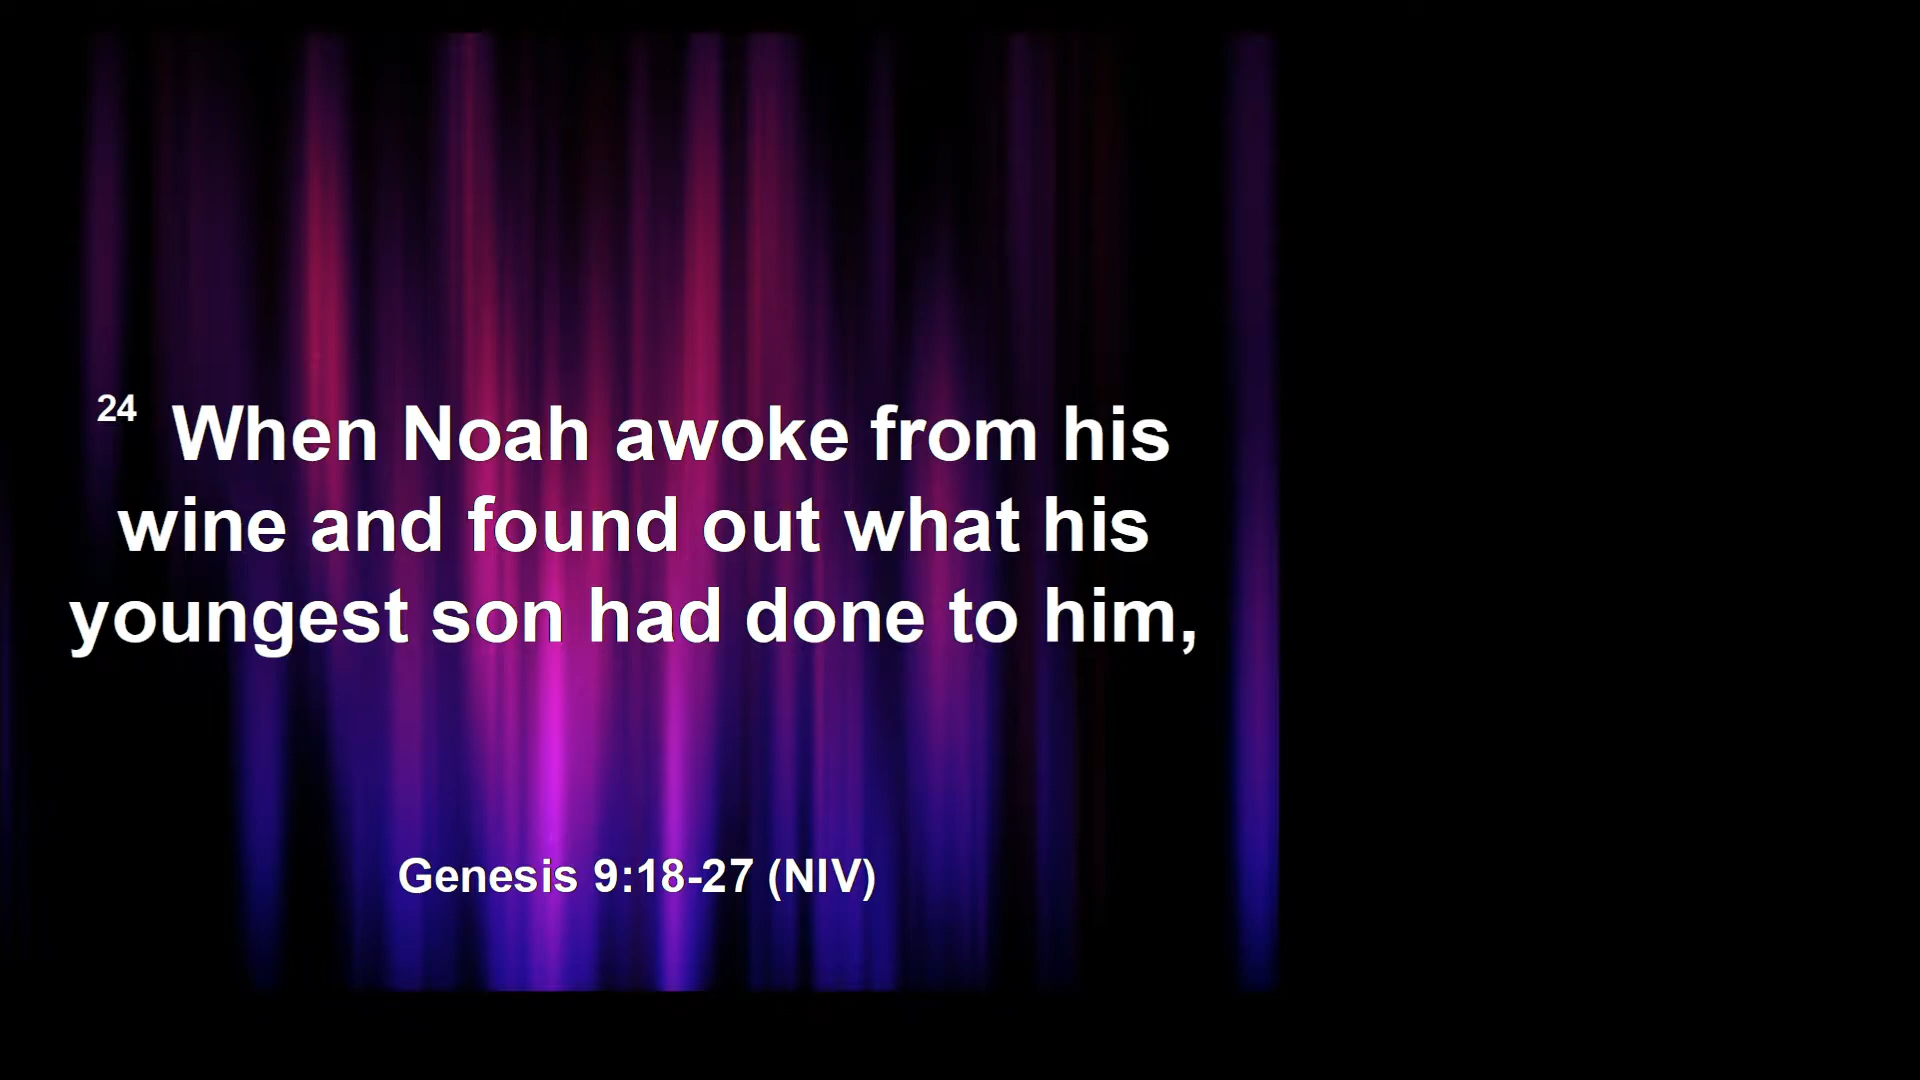 24 When Noah awoke from his
wine and found out what his
youngest son had done to him,
Genesis 9:18-27 (NIV)